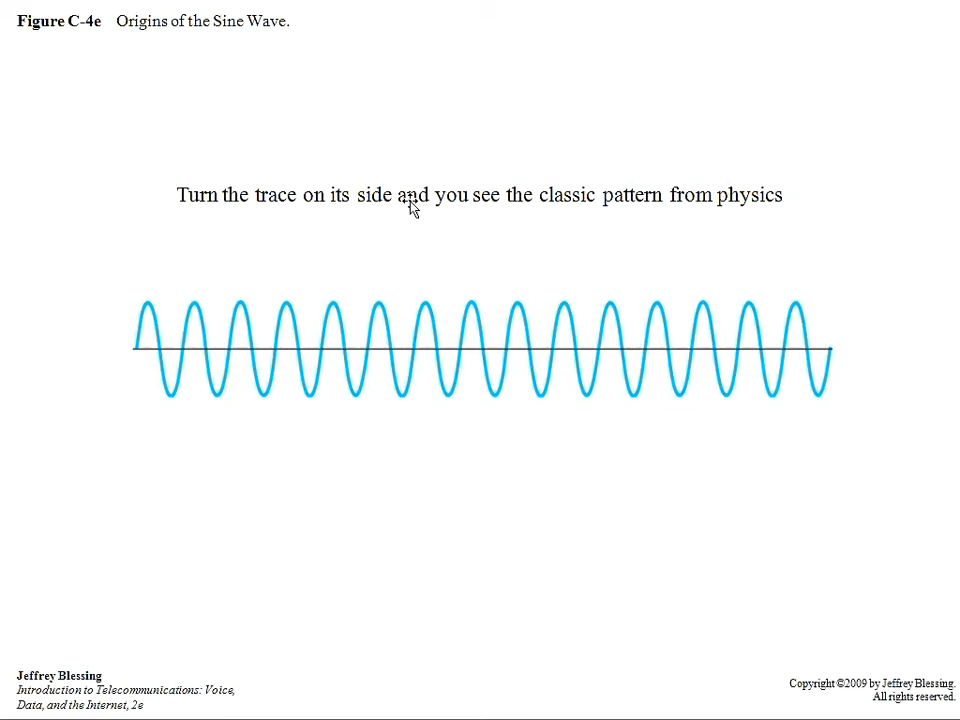 Figure C-4e Origins of the Sine Wave.
Turn the trace on its side and you see the classic pattern from physics
Jeffrey Blessing
Introduction to Telecommunications: Voice,
Data, and the Internet, 2e
Copyright ©2009 by Jeffrey Blessing.
All rights reserved.